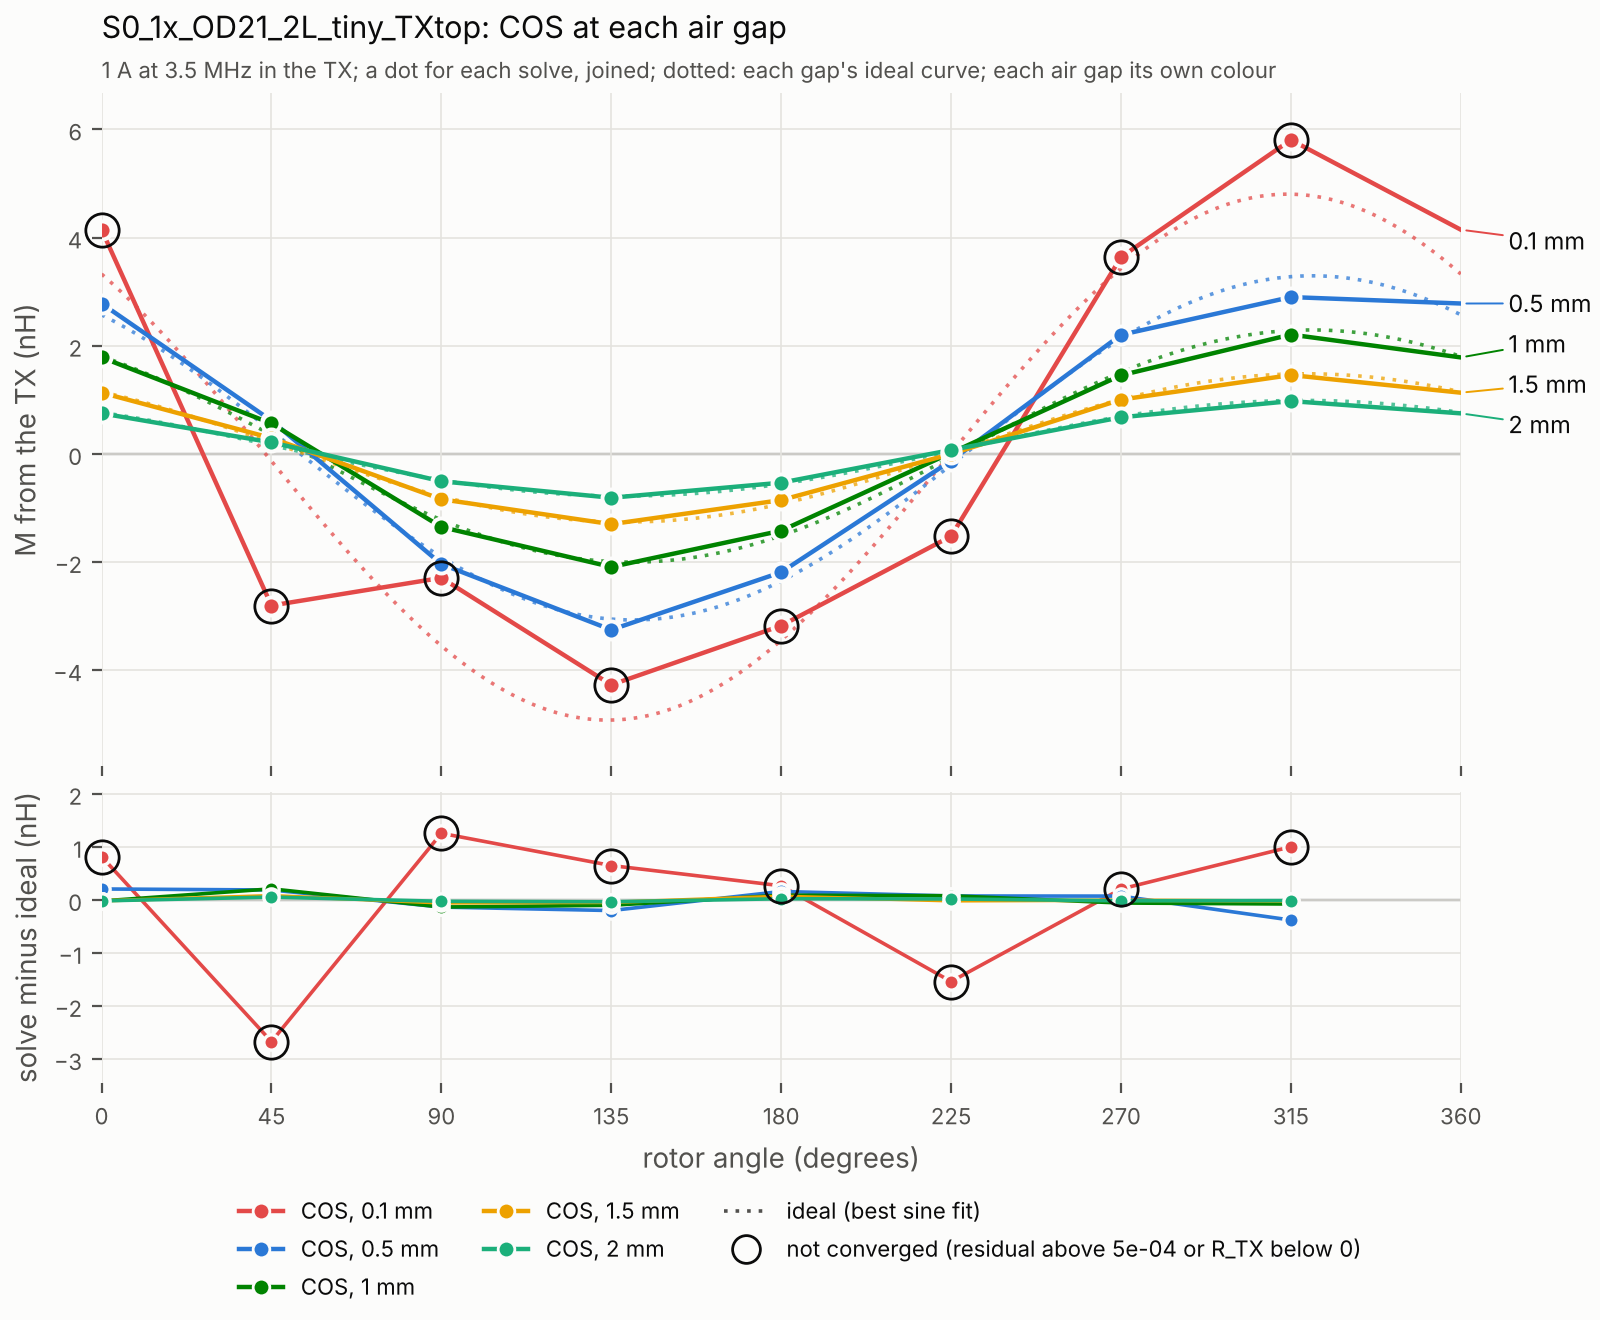 S0_1x_OD21_2L_tiny_TXtop: COS at each air gap
1 A at 3.5 MHz in the TX; a dot for each solve, joined; dotted: each gap's ideal curve; each air gap its own colour
M from the TX (nH)
6
4
2
0
−2
−4
0.1 mm
0.5 mm
1 mm
1.5 mm
2 mm
solve minus ideal (nH)
2
1
0
−1
−2
−3
0 45 90 135 180 225 270 315 360
rotor angle (degrees)
COS, 0.1 mm
COS, 0.5 mm
COS, 1 mm
COS, 1.5 mm
COS, 2 mm
ideal (best sine fit)
not converged (residual above 5e-04 or R_TX below 0)